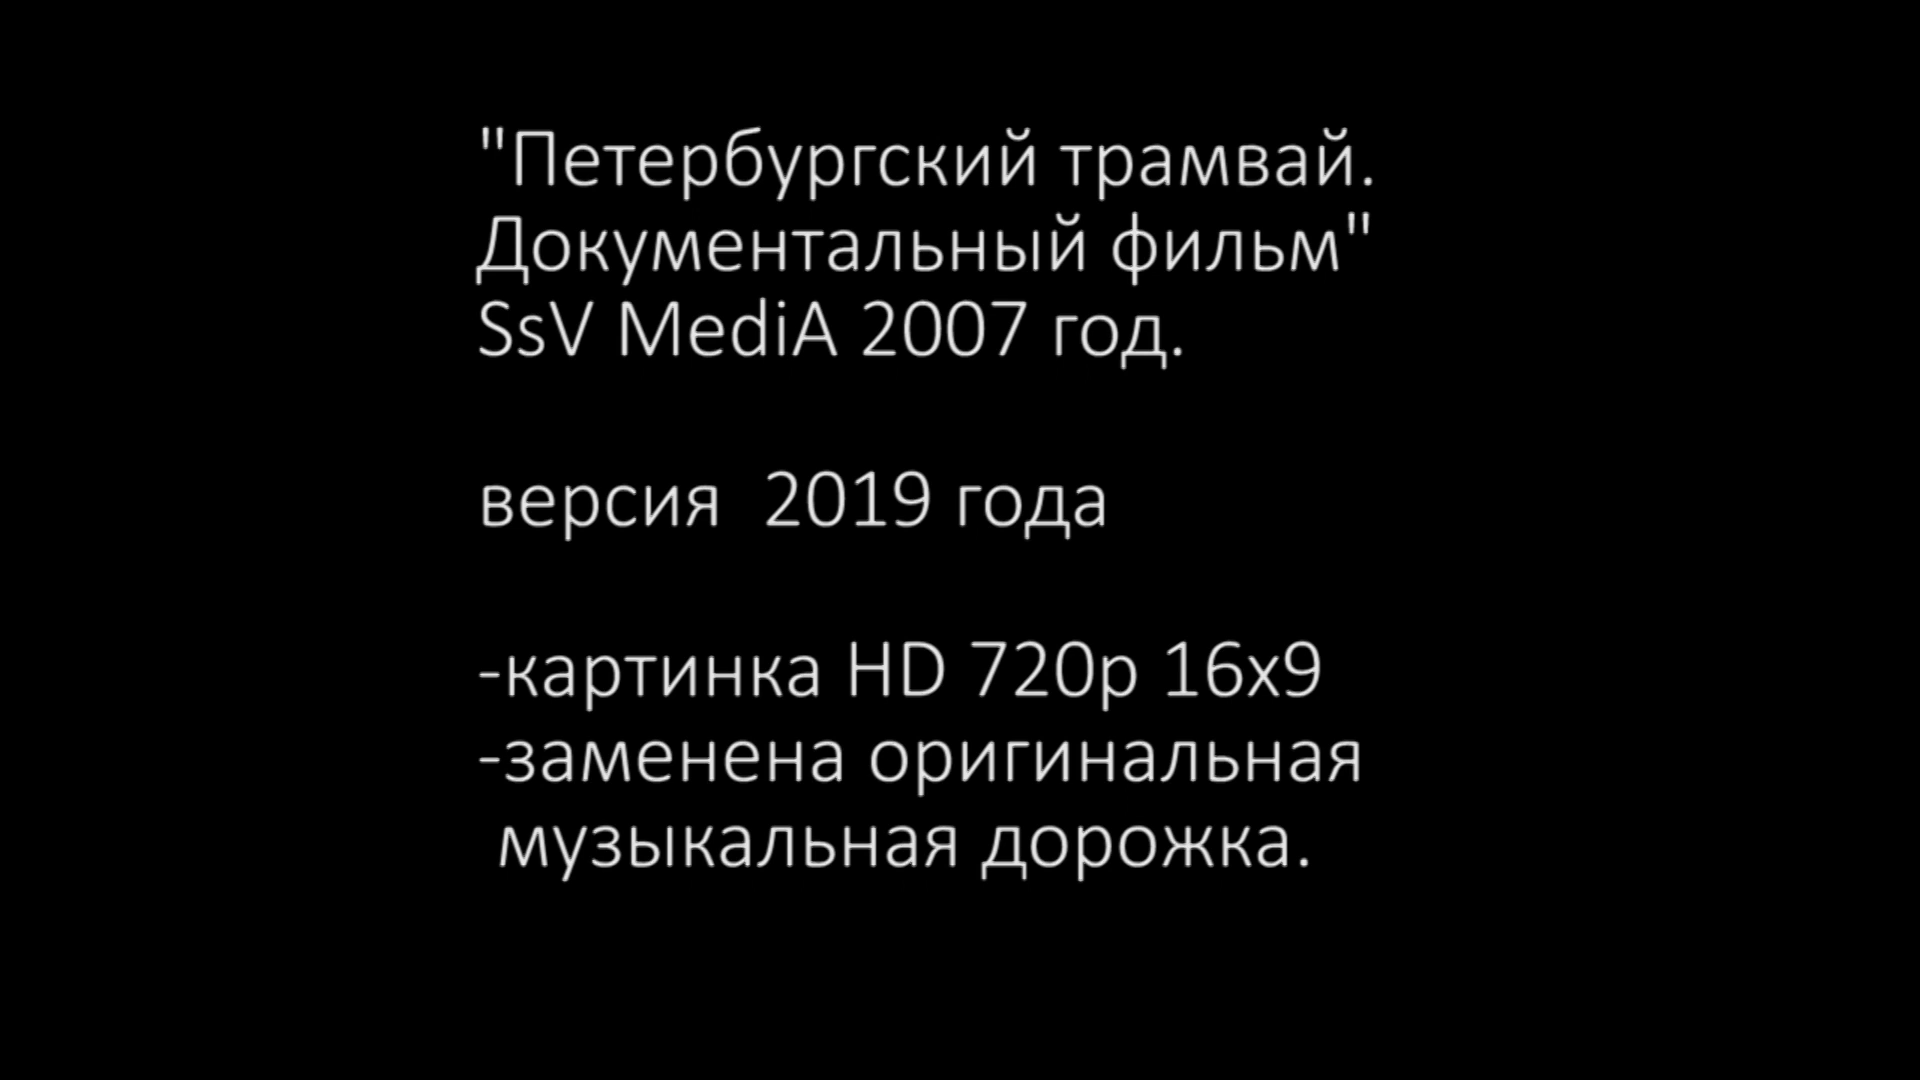 "Петербургский трамвай.
Документальный фильм"
SsV MediA 2007 год.
версия  2019 года
-картинка HD 720p 16x9
-заменена оригинальная
музыкальная дорожка.